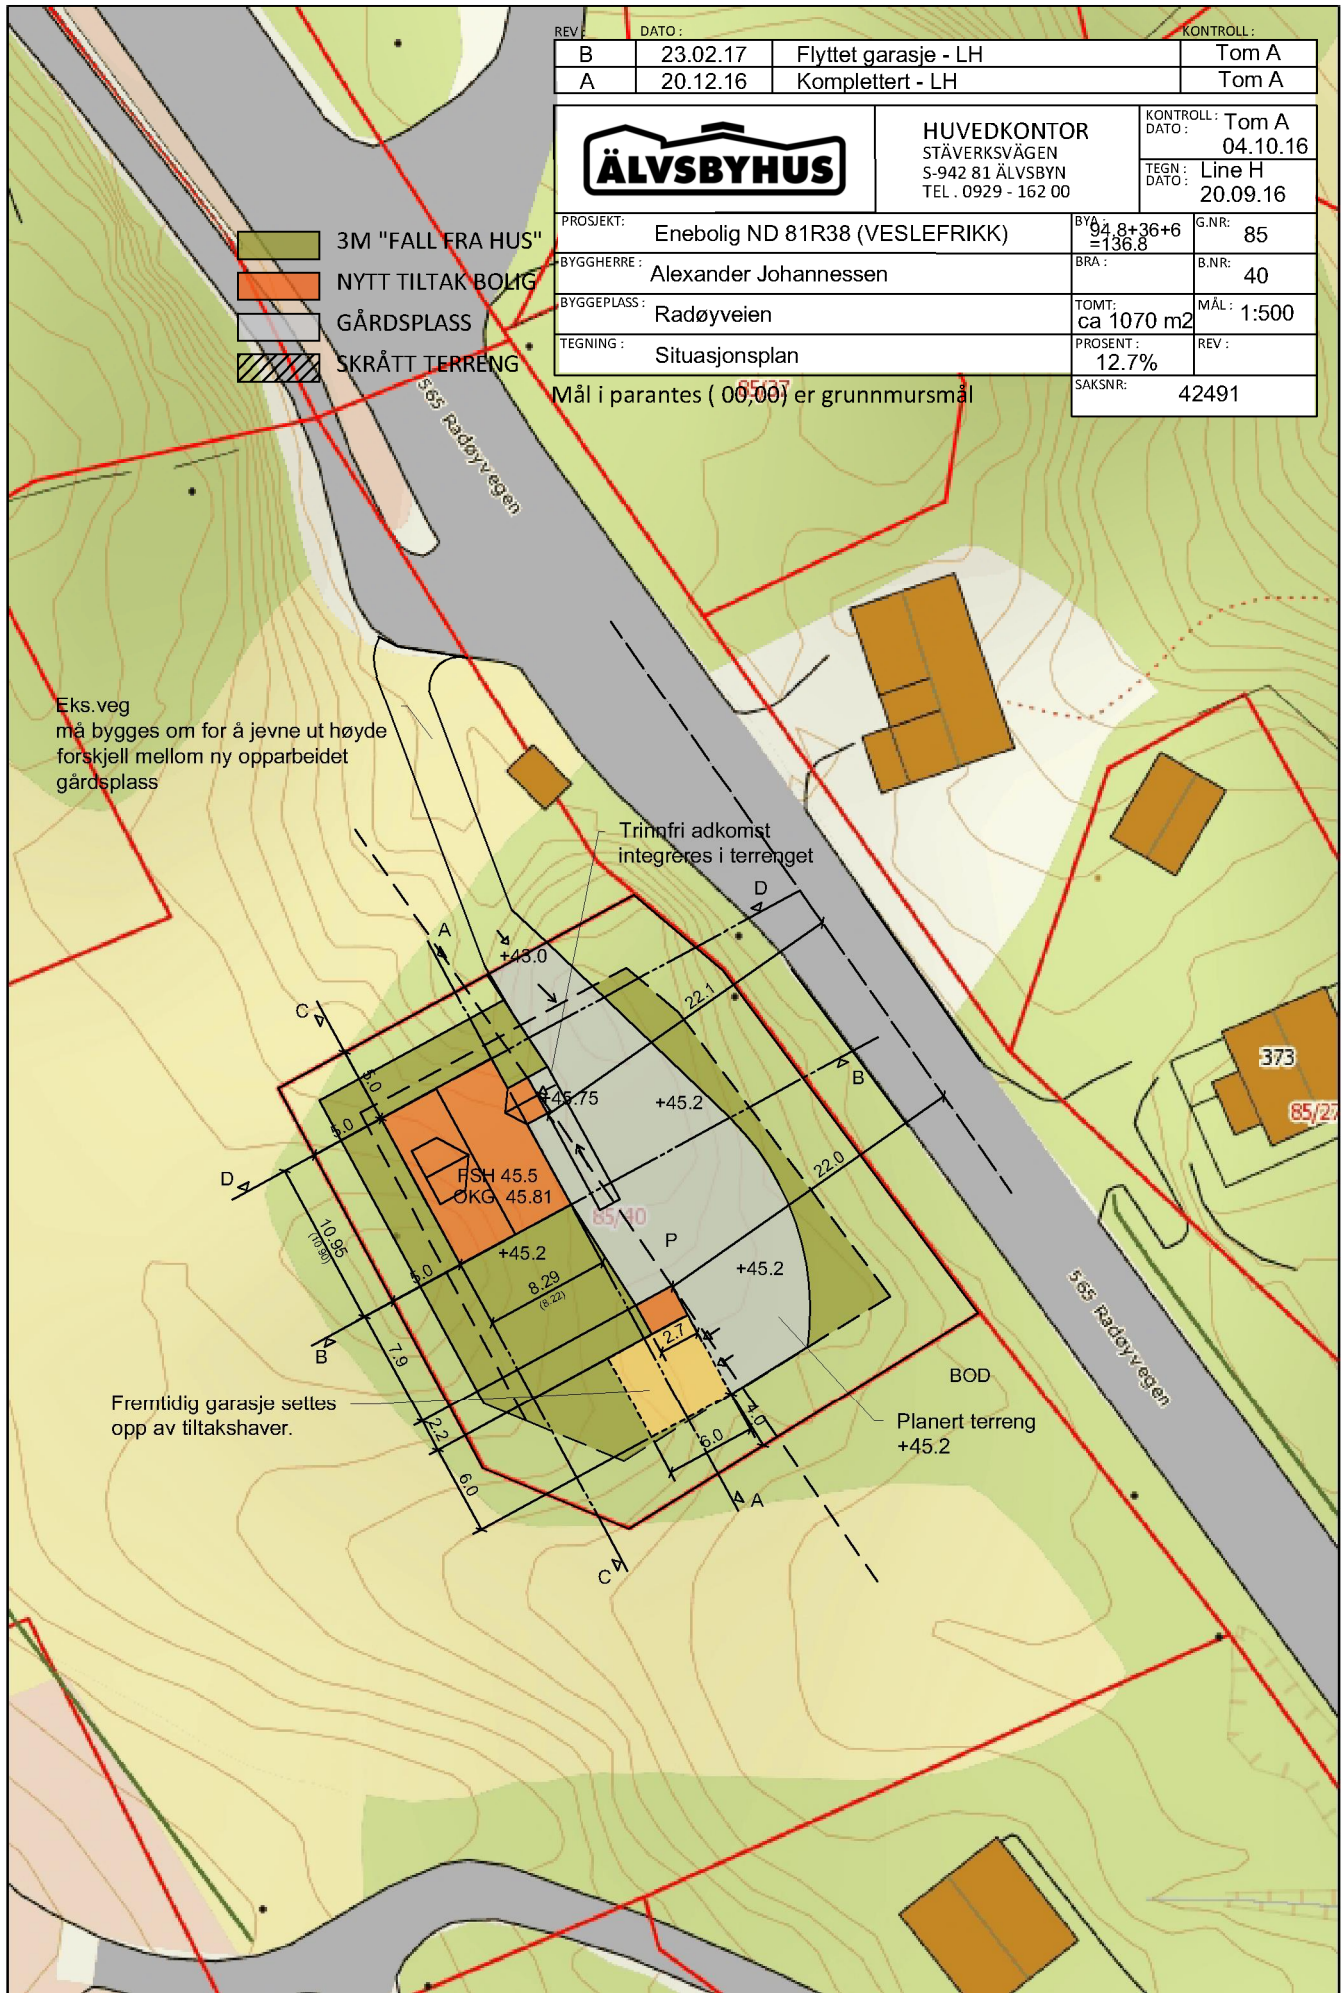 REV : DATO : KONTROLL :
B 23.02.17 Flyttet garasje - LH Tom A
A 20.12.16 Komplettert - LH Tom A
ÄLVSBYHUS
HUVEDKONTOR
STÄVERKSVÄGEN
S-942 81 ÄLVSBYN
TEL . 0929 - 162 00
KONTROLL : Tom A
DATO : 04.10.16
TEGN : Line H
DATO : 20.09.16
PROSJEKT: Enebolig ND 81R38 (VESLEFRIKK)
BYA : 94.8+36+6
=136.8
G.NR: 85
BYGGHERRE : Alexander Johannessen
BRA :
B.NR: 40
BYGGEPLASS : Radøyveien
TOMT: ca 1070 m2
MÅL : 1:500
TEGNING : Situasjonsplan
PROSENT : 12.7%
REV :
SAKSNR: 42491
Mål i parantes ( 00,00) er grunnmursmål
85/37
3M "FALL FRA HUS"
NYTT TILTAK BOLIG
GÅRDSPLASS
SKRÅTT TERRENG
565 Radøyvegen
Eks.veg
må bygges om for å jevne ut høyde
forskjell mellom ny opparbeidet
gårdsplass
Trinnfri adkomst
integreres i terrenget
D
A
+43.0
C
22.1
5.0
B
373
85/27
+45.75
+45.2
5.0
D
FSH 45.5
OKG 45.81
22.0
85/40
10.95
(10.90)
P
+45.2
+45.2
5.0
8.29
(8.22)
B
7.9
2.7
565 Radøyvegen
BOD
Fremtidig garasje settes
opp av tiltakshaver.
2.2
4.0
6.0
Planert terreng
+45.2
6.0
A
C